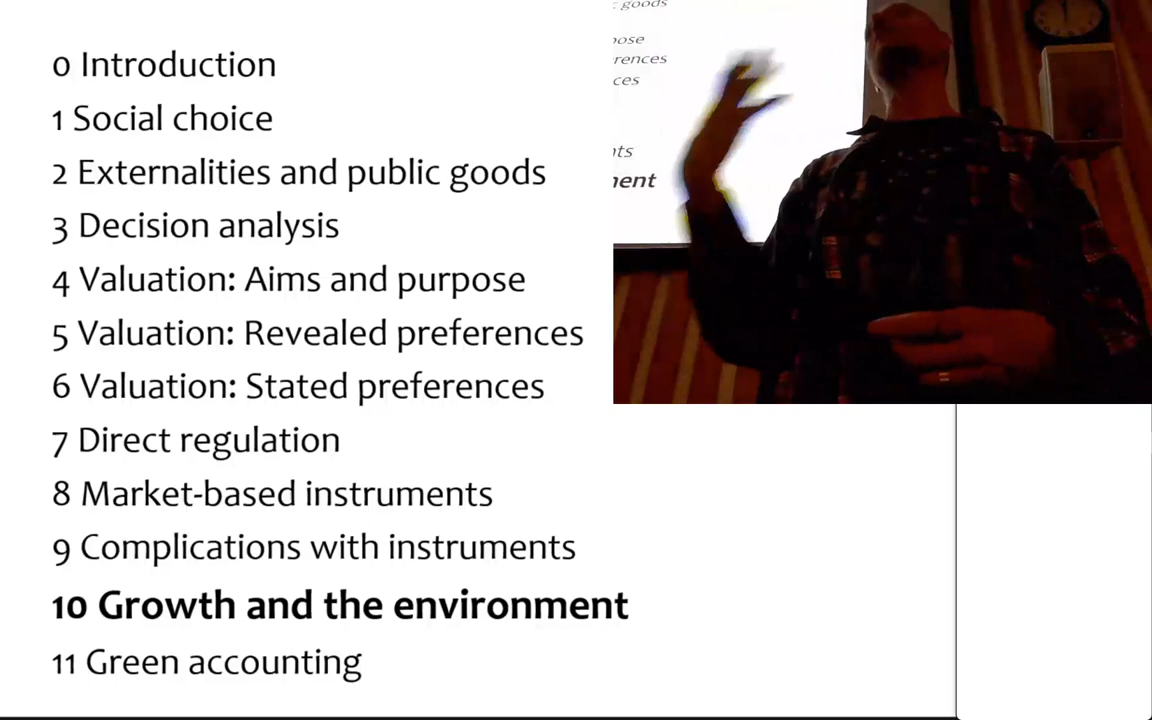 0 Introduction
1 Social choice
2 Externalities and public goods
3 Decision analysis
4 Valuation: Aims and purpose
5 Valuation: Revealed preferences
6 Valuation: Stated preferences
7 Direct regulation
8 Market-based instruments
9 Complications with instruments
10 Growth and the environment
11 Green accounting
goods